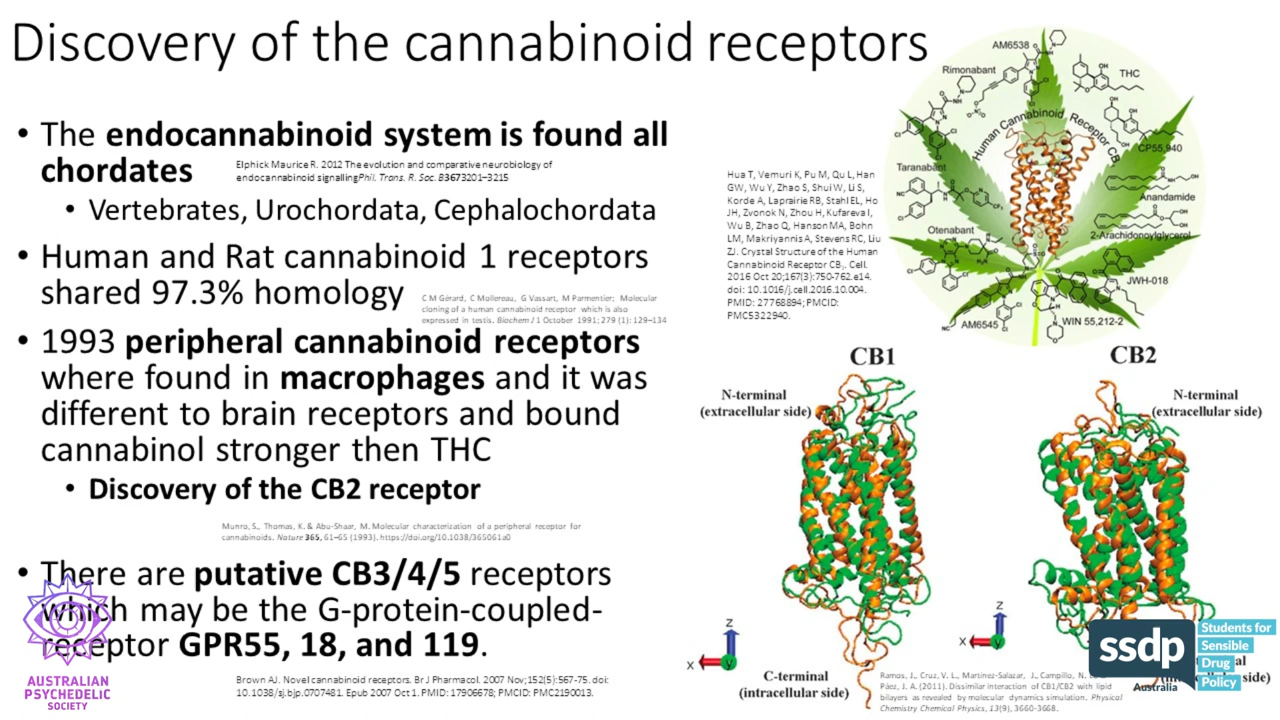 Discovery of the cannabinoid receptors
• The endocannabinoid system is found all
chordates
Elphick Maurice R. 2012 The evolution and comparative neurobiology of
endocannabinoid signallingPhil. Trans. R. Soc. B3673201–3215
• Vertebrates, Urochordata, Cephalochordata
• Human and Rat cannabinoid 1 receptors
shared 97.3% homology
C M Gérard, C Mollereau, G Vassart, M Parmentier; Molecular
cloning of a human cannabinoid receptor which is also
expressed in testis. Biochem J 1 October 1991; 279 (1): 129–134
• 1993 peripheral cannabinoid receptors
where found in macrophages and it was
different to brain receptors and bound
cannabinol stronger then THC
• Discovery of the CB2 receptor
Munro, S., Thomas, K. & Abu-Shaar, M. Molecular characterization of a peripheral receptor for
cannabinoids. Nature 365, 61–65 (1993). https://doi.org/10.1038/365061a0
• There are putative CB3/4/5 receptors
which may be the G-protein-coupled-
receptor GPR55, 18, and 119.
Brown AJ. Novel cannabinoid receptors. Br J Pharmacol. 2007 Nov;152(5):567-75. doi:
10.1038/sj.bjp.0707481. Epub 2007 Oct 1. PMID: 17906678; PMCID: PMC2190013.
AUSTRALIAN
PSYCHEDELIC
SOCIETY
Hua T, Vemuri K, Pu M, Qu L, Han
GW, Wu Y, Zhao S, Shui W, Li S,
Korde A, Laprairie RB, Stahl EL, Ho
JH, Zvonok N, Zhou H, Kufareva I,
Wu B, Zhao Q, Hanson MA, Bohn
LM, Makriyannis A, Stevens RC, Liu
ZJ. Crystal Structure of the Human
Cannabinoid Receptor CB₁. Cell.
2016 Oct 20;167(3):750-762.e14.
doi: 10.1016/j.cell.2016.10.004.
PMID: 27768894; PMCID:
PMC5322940.
AM6538
Rimonabant
THC
Human Cannabinoid Receptor CB
CP55,940
Taranabant
Anandamide
2-Arachidonoylglycerol
Otenabant
JWH-018
AM6545
WIN 55,212-2
CB1
CB2
N-terminal
(extracellular side)
N-terminal
(extracellular side)
z
x
y
z
x
y
C-terminal
(intracellular side)
Ramos, J., Cruz, V. L., Martínez-Salazar, J., Campillo, N.
Páez, J. A. (2011). Dissimilar interaction of CB1/CB2 with lipid
bilayers as revealed by molecular dynamics simulation. Physical
Chemistry Chemical Physics, 13(9), 3660-3668.
ssdp
Australia
Students for
Sensible
Drug
Policy